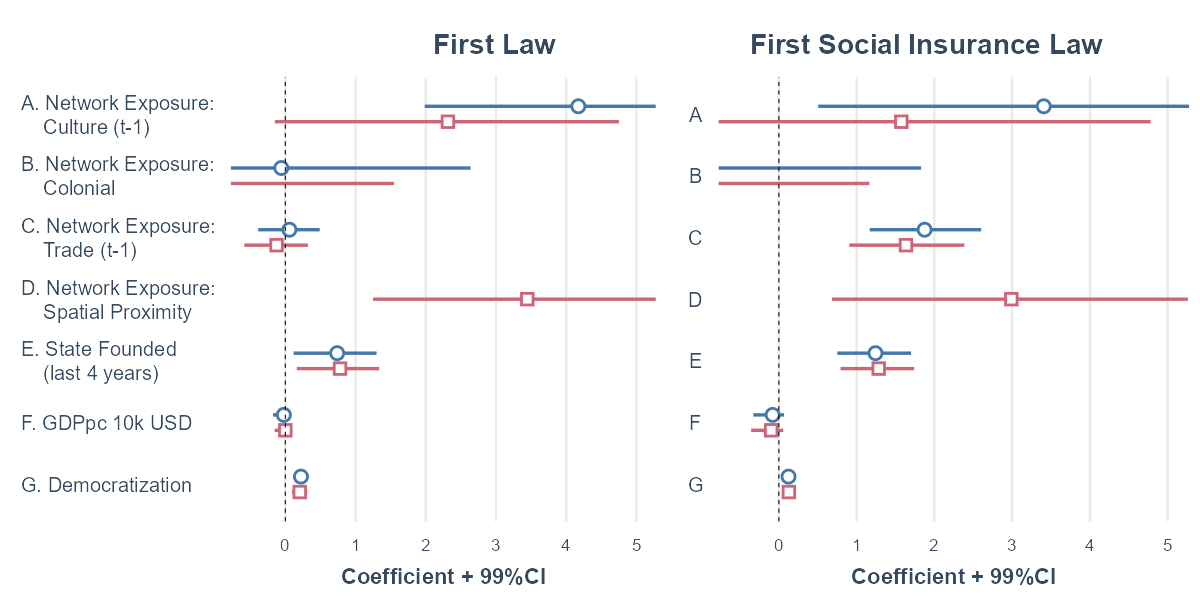 First Law
First Social Insurance Law
A. Network Exposure:
Culture (t-1)
B. Network Exposure:
Colonial
C. Network Exposure:
Trade (t-1)
D. Network Exposure:
Spatial Proximity
E. State Founded
(last 4 years)
F. GDPpc 10k USD
G. Democratization
A
B
C
D
E
F
G
0 1 2 3 4 5
0 1 2 3 4 5
Coefficient + 99%CI
Coefficient + 99%CI